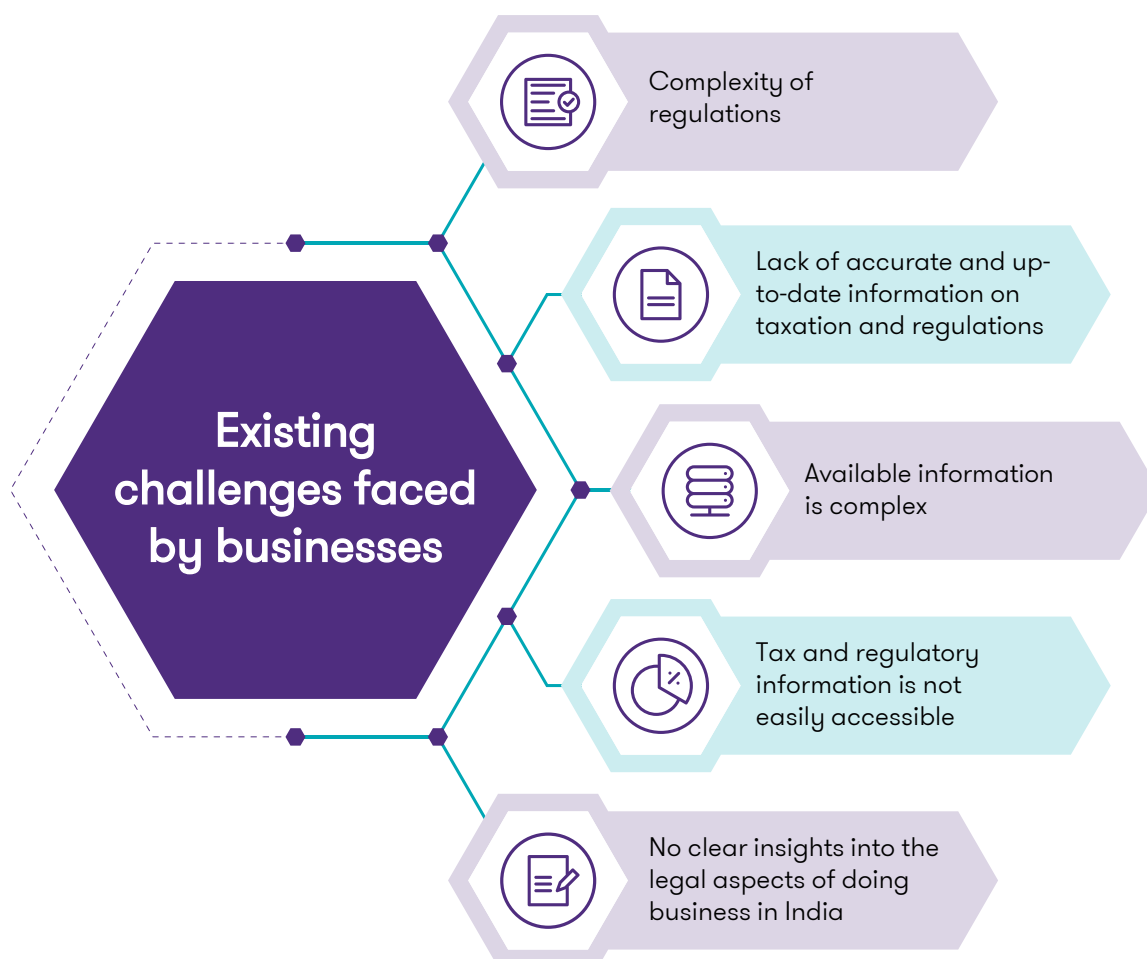 Complexity of
regulations
Lack of accurate and up-
to-date information on
taxation and regulations
Existing
challenges faced
by businesses
Available information
is complex
%
Tax and regulatory
information is not
easily accessible
No clear insights into the
legal aspects of doing
business in India